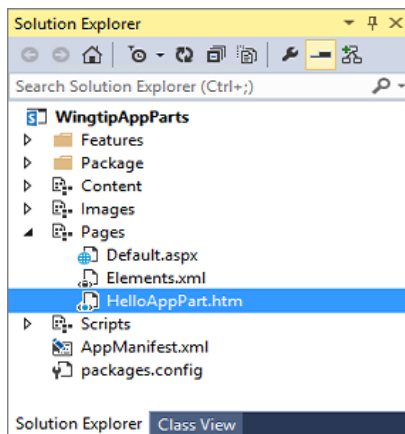 Solution Explorer
Search Solution Explorer (Ctrl+;)
WingtipAppParts
Features
Package
Content
Images
Pages
Default.aspx
Elements.xml
HelloAppPart.htm
Scripts
AppManifest.xml
packages.config
Solution Explorer Class View